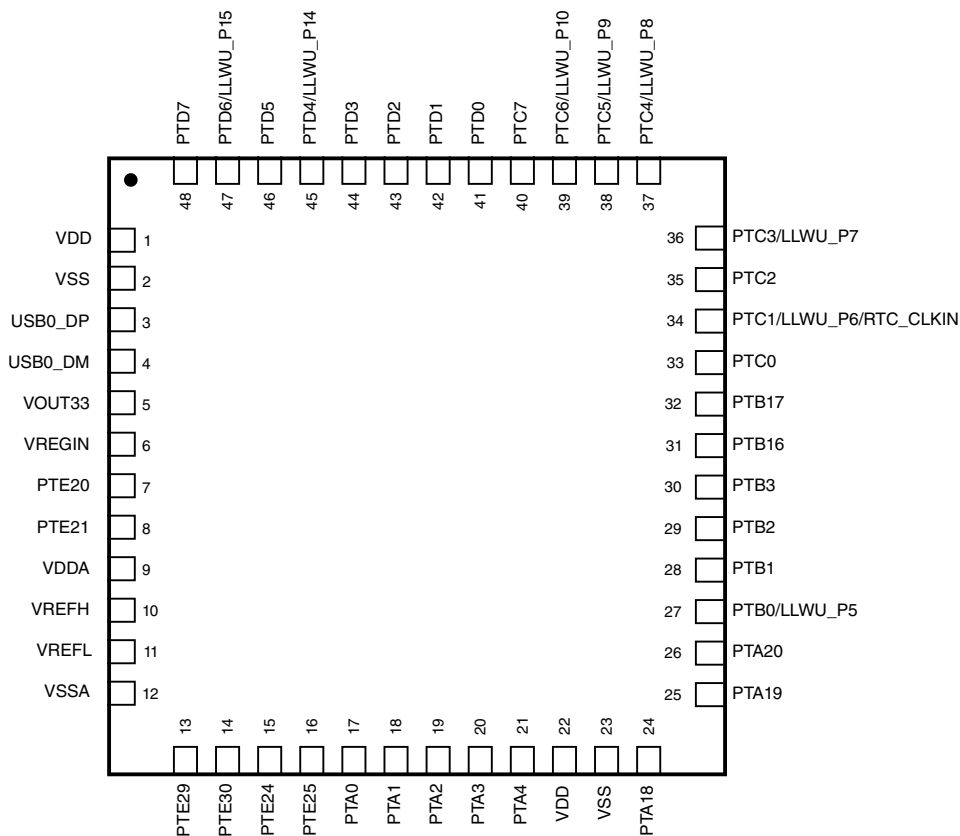 PTD7
PTD6/LLWU_P15
PTD5
PTD4/LLWU_P14
PTD3
PTD2
PTD1
PTD0
PTC7
PTC6/LLWU_P10
PTC5/LLWU_P9
PTC4/LLWU_P8
48
47
46
45
44
43
42
41
40
39
38
37
VDD 1
VSS 2
USB0_DP 3
USB0_DM 4
VOUT33 5
VREGIN 6
PTE20 7
PTE21 8
VDDA 9
VREFH 10
VREFL 11
VSSA 12
36 PTC3/LLWU_P7
35 PTC2
34 PTC1/LLWU_P6/RTC_CLKIN
33 PTC0
32 PTB17
31 PTB16
30 PTB3
29 PTB2
28 PTB1
27 PTB0/LLWU_P5
26 PTA20
25 PTA19
13
14
15
16
17
18
19
20
21
22
23
24
PTE29
PTE30
PTE24
PTE25
PTA0
PTA1
PTA2
PTA3
PTA4
VDD
VSS
PTA18